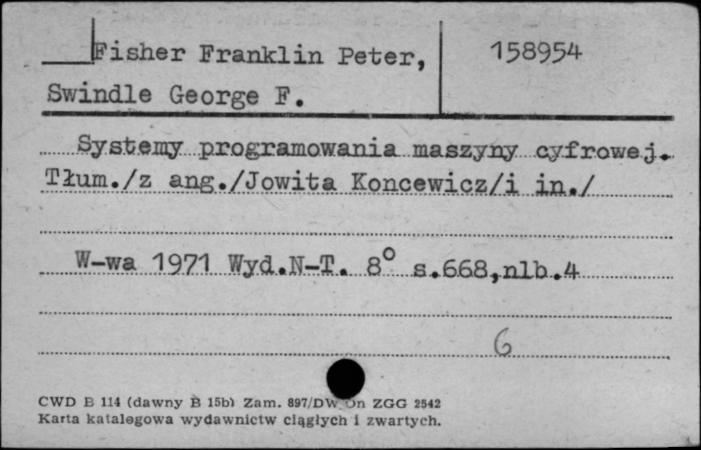 Fisher Franklin Peter, 158954
Swindle George F.
Systemy programowania maszyny cyfrowej.
Tłum./z ang./Jowita Koncewicz/i in./
W-wa 1971 Wyd.N-T. 8° s.668,nlb.4
6
CWD B 114 (dawny B 15b) Zam. 897/DW On ZGG 2542
Karta katalogowa wydawnictw ciągłych i zwartych.